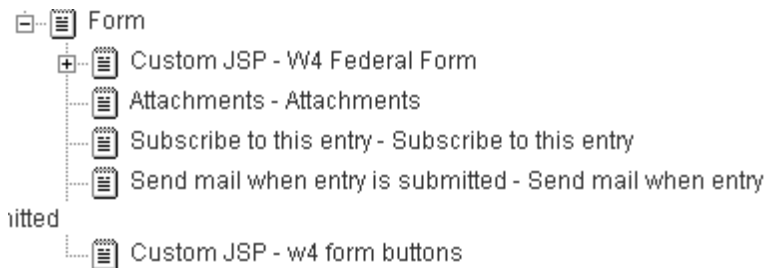 Form
Custom JSP - W4 Federal Form
Attachments - Attachments
Subscribe to this entry - Subscribe to this entry
Send mail when entry is submitted - Send mail when entry
nitted
Custom JSP - w4 form buttons